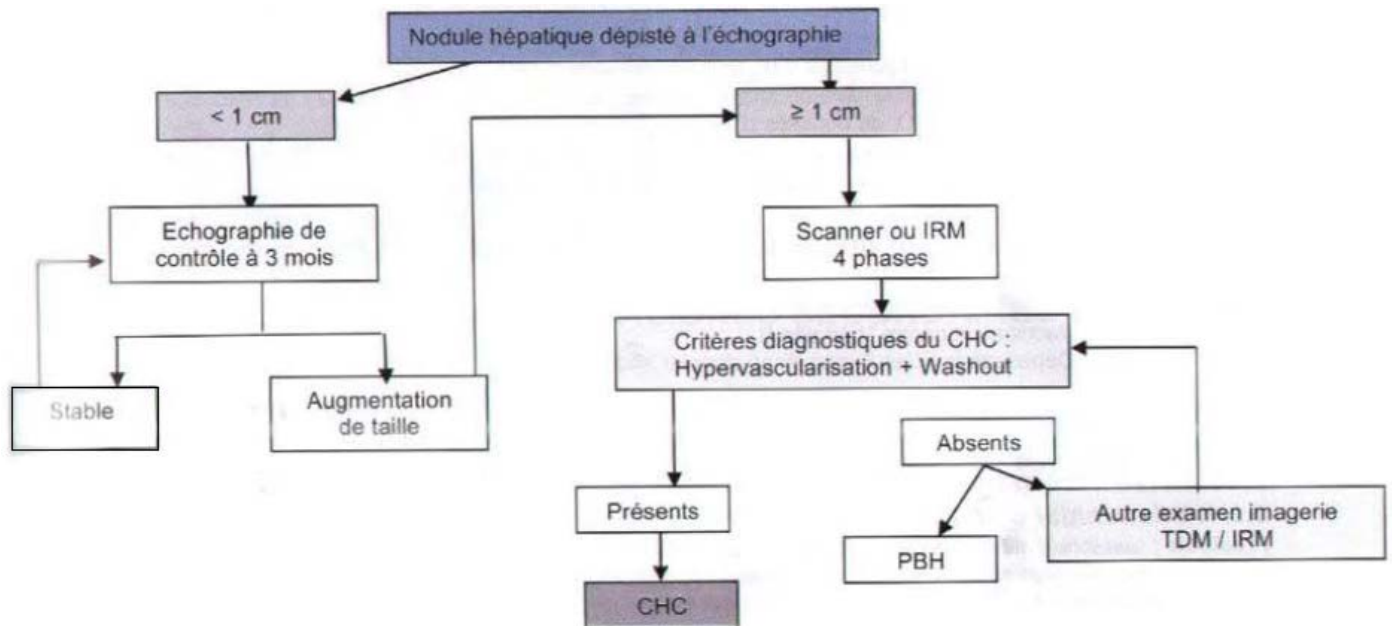 Nodule hépatique dépisté à l'échographie
< 1 cm
≥ 1 cm
Echographie de
contrôle à 3 mois
Scanner ou IRM
4 phases
Critères diagnostiques du CHC :
Hypervascularisation + Washout
Stable
Augmentation
de taille
Absents
Présents
Autre examen imagerie
TDM / IRM
PBH
CHC